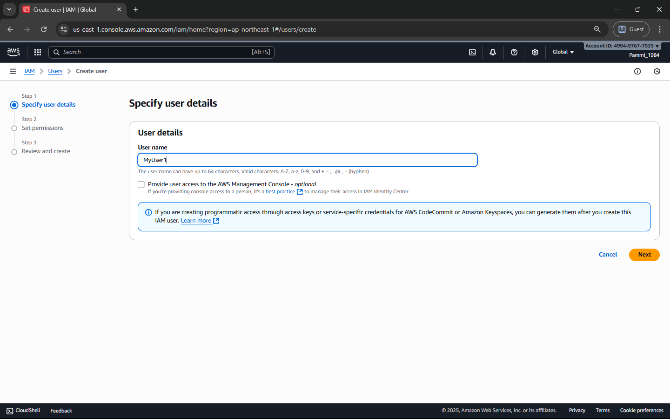 Create user | IAM | Global
us-east-1.console.aws.amazon.com/iam/home?region=ap-northeast-1#/users/create
Guest
aws
Search
[Alt+S]
Global
Account ID: 4994-9767-7535
Pammi_1984
IAM > Users > Create user
Step 1
Specify user details
Step 2
Set permissions
Step 3
Review and create
Specify user details
User details
User name
MyUser1
The user name can have up to 64 characters. Valid characters: A-Z, a-z, 0-9, and + = , . @ _ - (hyphen)
Provide user access to the AWS Management Console - optional
If you're providing console access to a person, it's a best practice to manage their access in IAM Identity Center.
If you are creating programmatic access through access keys or service-specific credentials for AWS CodeCommit or Amazon Keyspaces, you can generate them after you create this
IAM user. Learn more
Cancel
Next
CloudShell
Feedback
© 2025, Amazon Web Services, Inc. or its affiliates.
Privacy
Terms
Cookie preferences